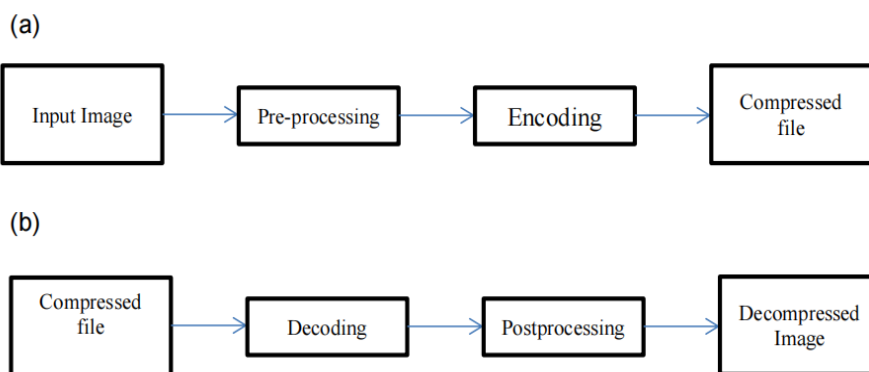 (a)
Input Image
Pre-processing
Encoding
Compressed
file
(b)
Compressed
file
Decoding
Postprocessing
Decompressed
Image